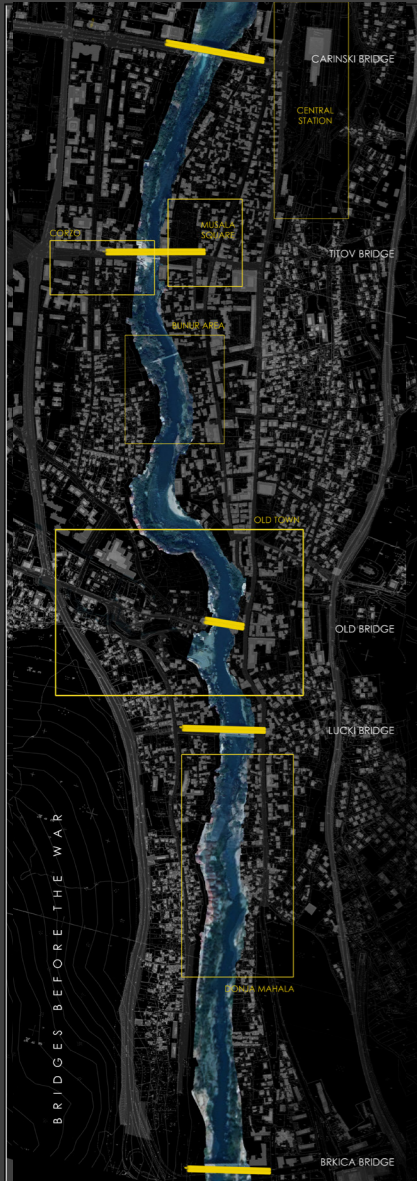 CARINSKI BRIDGE
CENTRAL
STATION
MUSALA
SQUARE
CORZO
TITOV BRIDGE
BUNUR AREA
OLD TOWN
OLD BRIDGE
LUCKI BRIDGE
BRIDGES BEFORE THE WAR
DONJA MAHALA
BRKICA BRIDGE